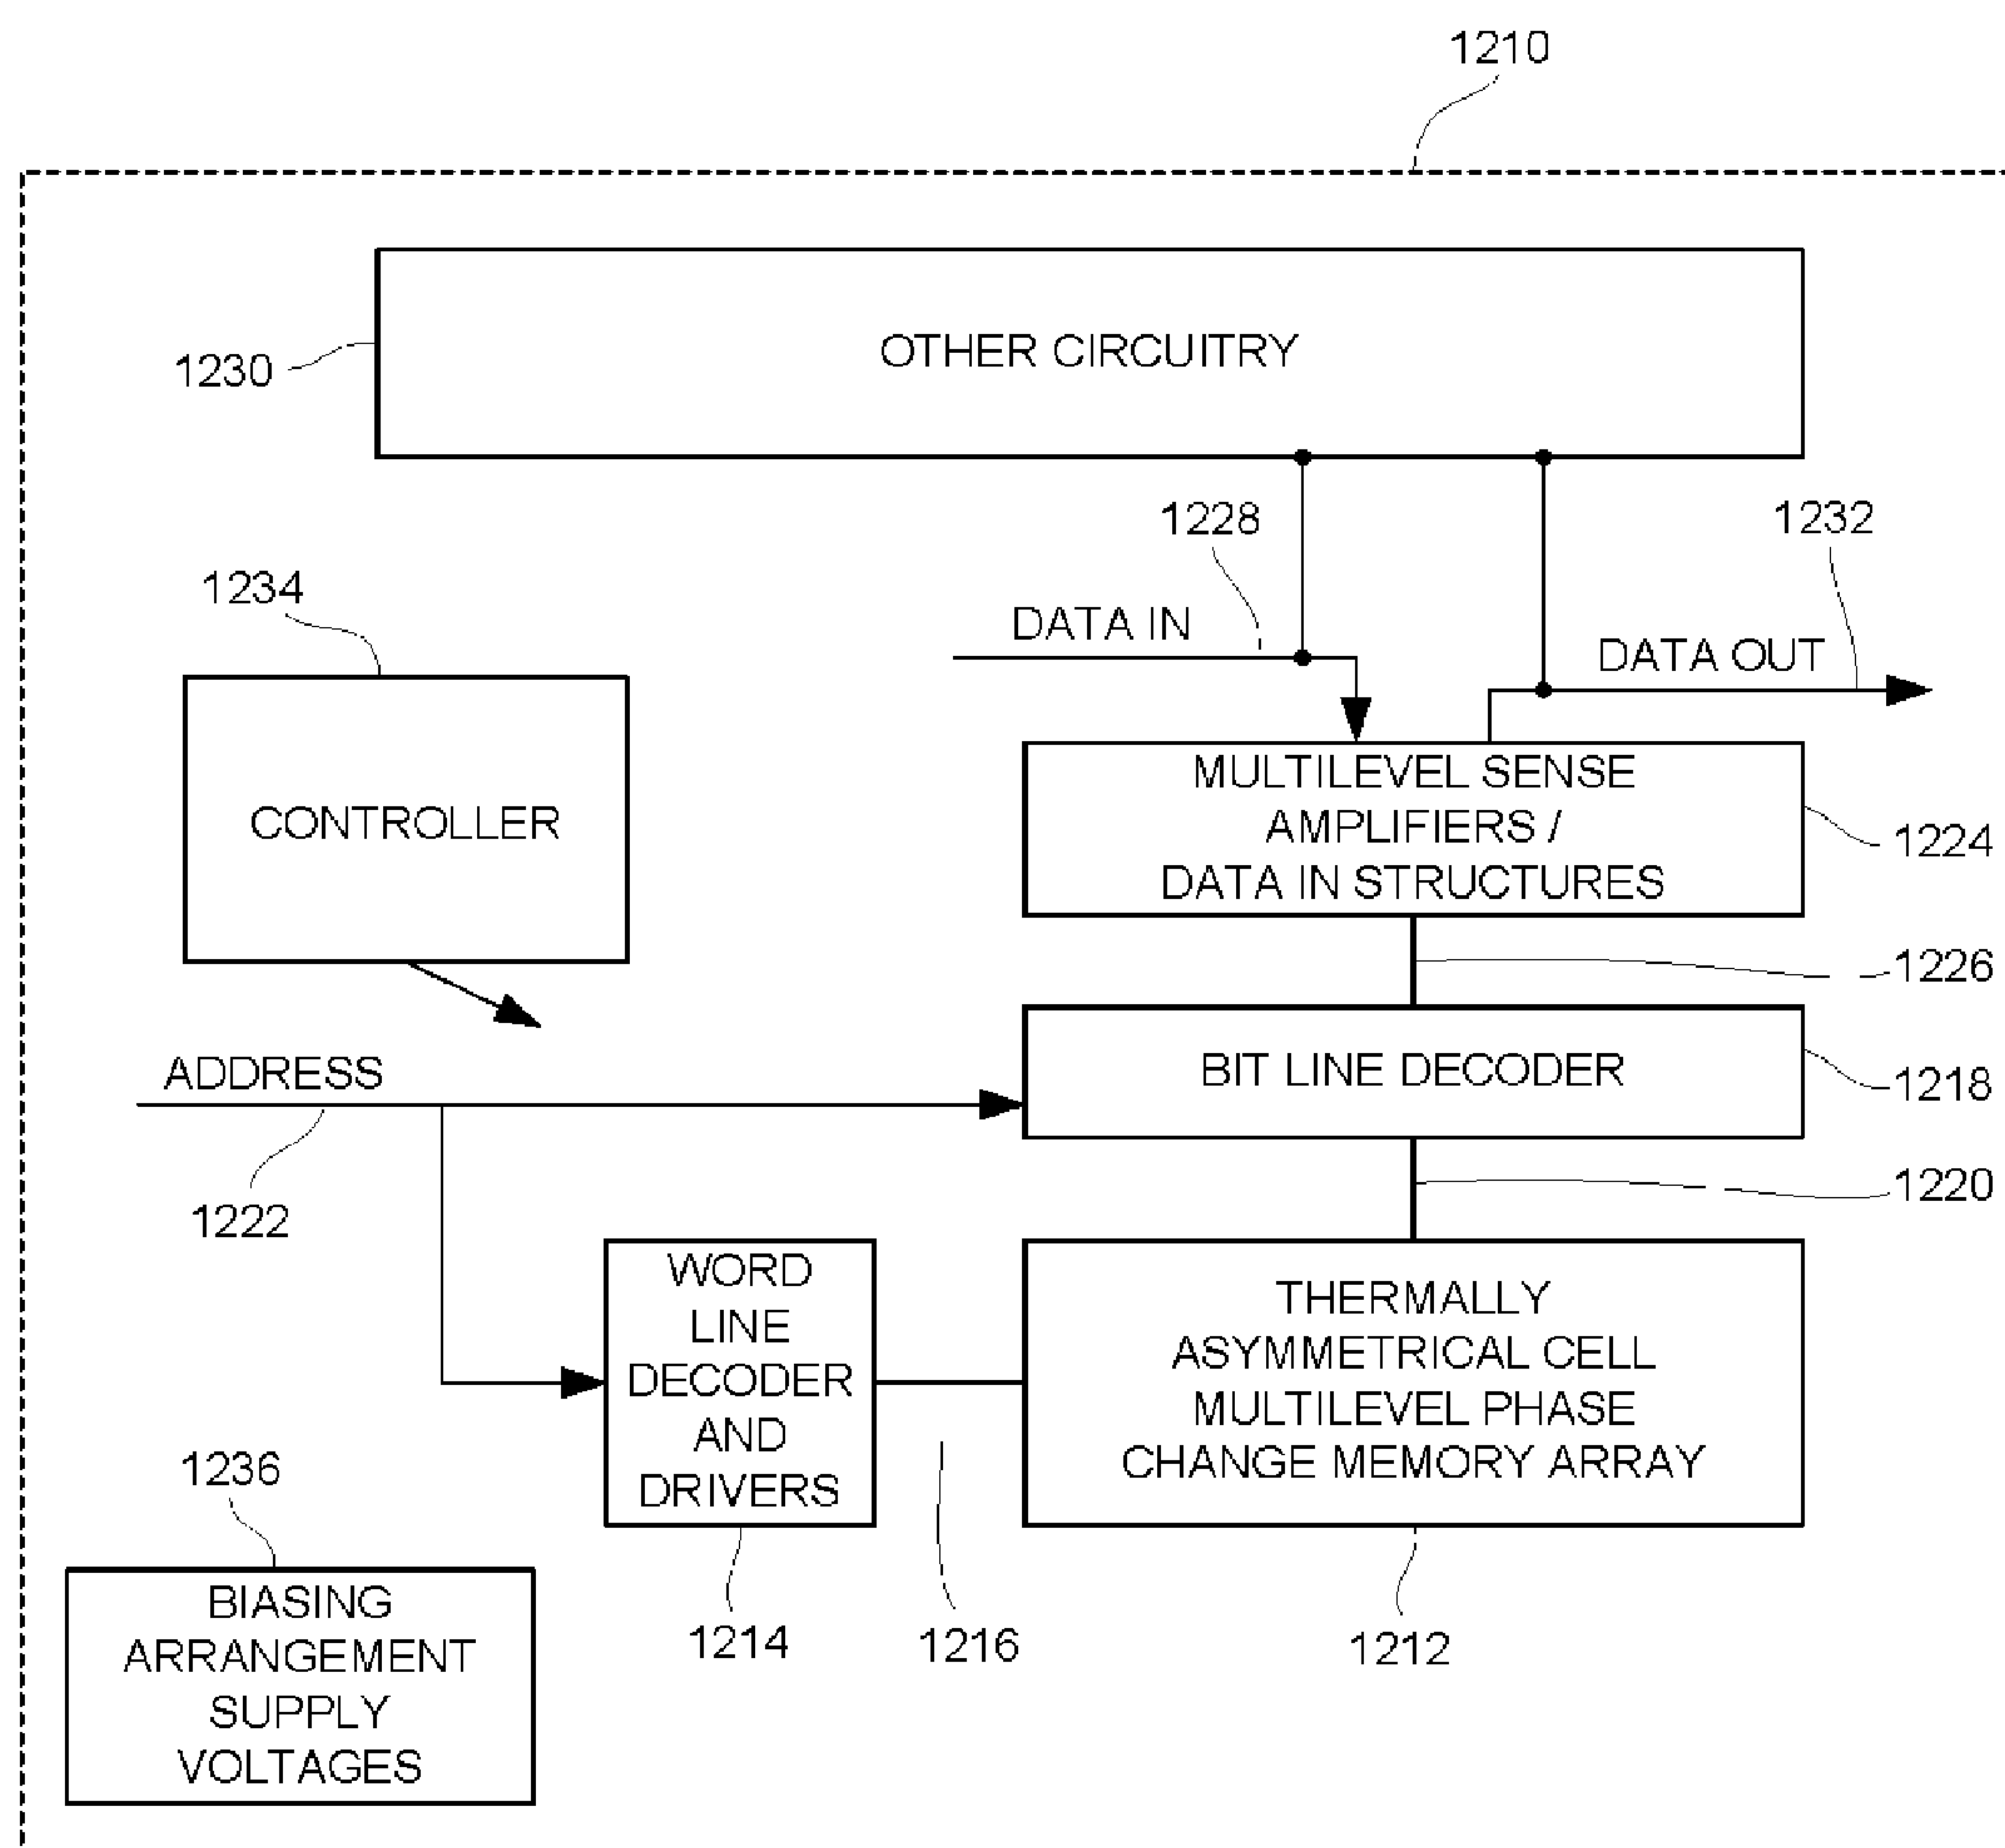 1210
OTHER CIRCUITRY
1230
1228
1232
1234
DATA IN
DATA OUT
CONTROLLER
MULTILEVEL SENSE
AMPLIFIERS /
DATA IN STRUCTURES
1224
1226
ADDRESS
BIT LINE DECODER
1218
1222
1220
WORD
LINE
DECODER
AND
DRIVERS
THERMALLY
ASYMMETRICAL CELL
MULTILEVEL PHASE
CHANGE MEMORY ARRAY
1236
1214
1216
1212
BIASING
ARRANGEMENT
SUPPLY
VOLTAGES